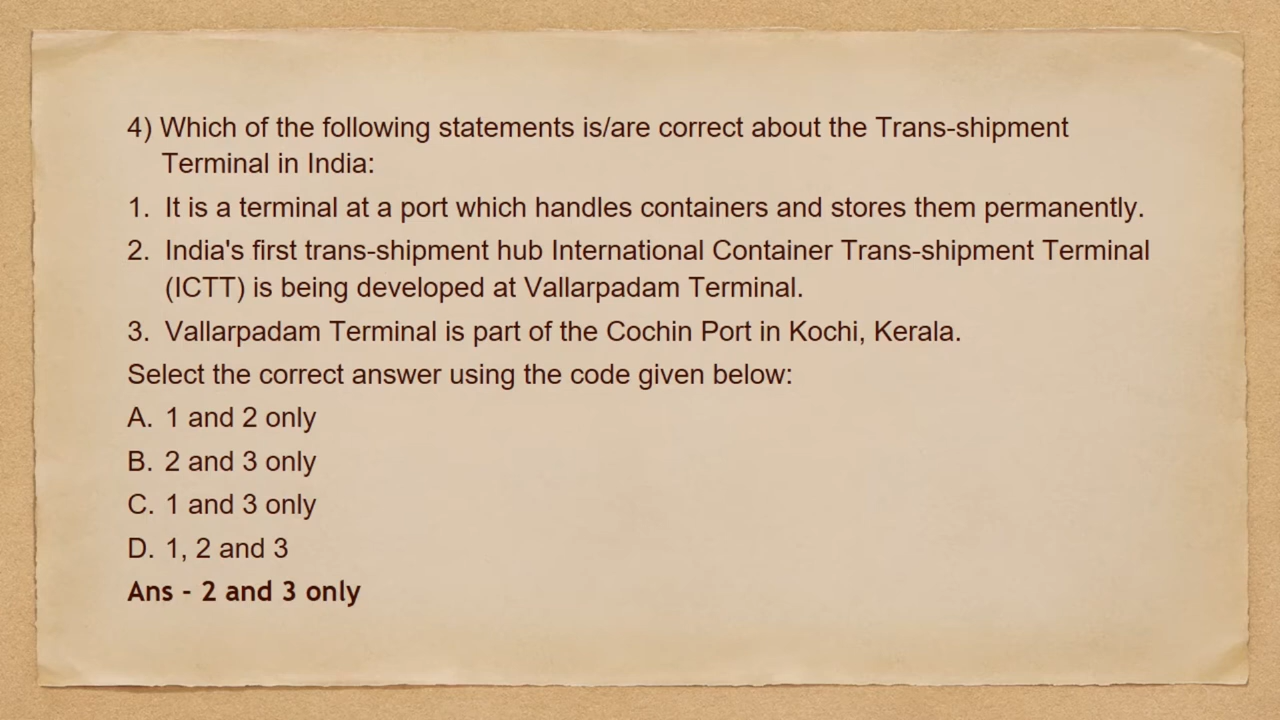 4) Which of the following statements is/are correct about the Trans-shipment
Terminal in India:
1. It is a terminal at a port which handles containers and stores them permanently.
2. India's first trans-shipment hub International Container Trans-shipment Terminal
(ICTT) is being developed at Vallarpadam Terminal.
3. Vallarpadam Terminal is part of the Cochin Port in Kochi, Kerala.
Select the correct answer using the code given below:
A. 1 and 2 only
B. 2 and 3 only
C. 1 and 3 only
D. 1, 2 and 3
Ans - 2 and 3 only